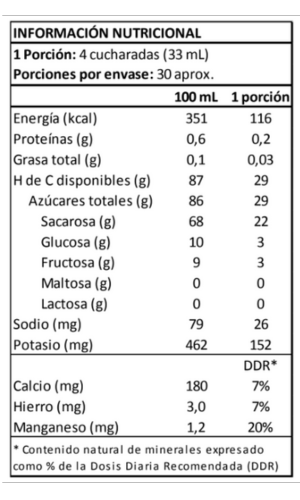 INFORMACIÓN NUTRICIONAL
1 Porción: 4 cucharadas (33 mL)
Porciones por envase: 30 aprox.
100 mL 1 porción
Energía (kcal) 351 116
Proteínas (g) 0,6 0,2
Grasa total (g) 0,1 0,03
H de C disponibles (g) 87 29
Azúcares totales (g) 86 29
Sacarosa (g) 68 22
Glucosa (g) 10 3
Fructosa (g) 9 3
Maltosa (g) 0 0
Lactosa (g) 0 0
Sodio (mg) 79 26
Potasio (mg) 462 152
DDR*
Calcio (mg) 180 7%
Hierro (mg) 3,0 7%
Manganeso (mg) 1,2 20%
* Contenido natural de minerales expresado
como % de la Dosis Diaria Recomendada (DDR)